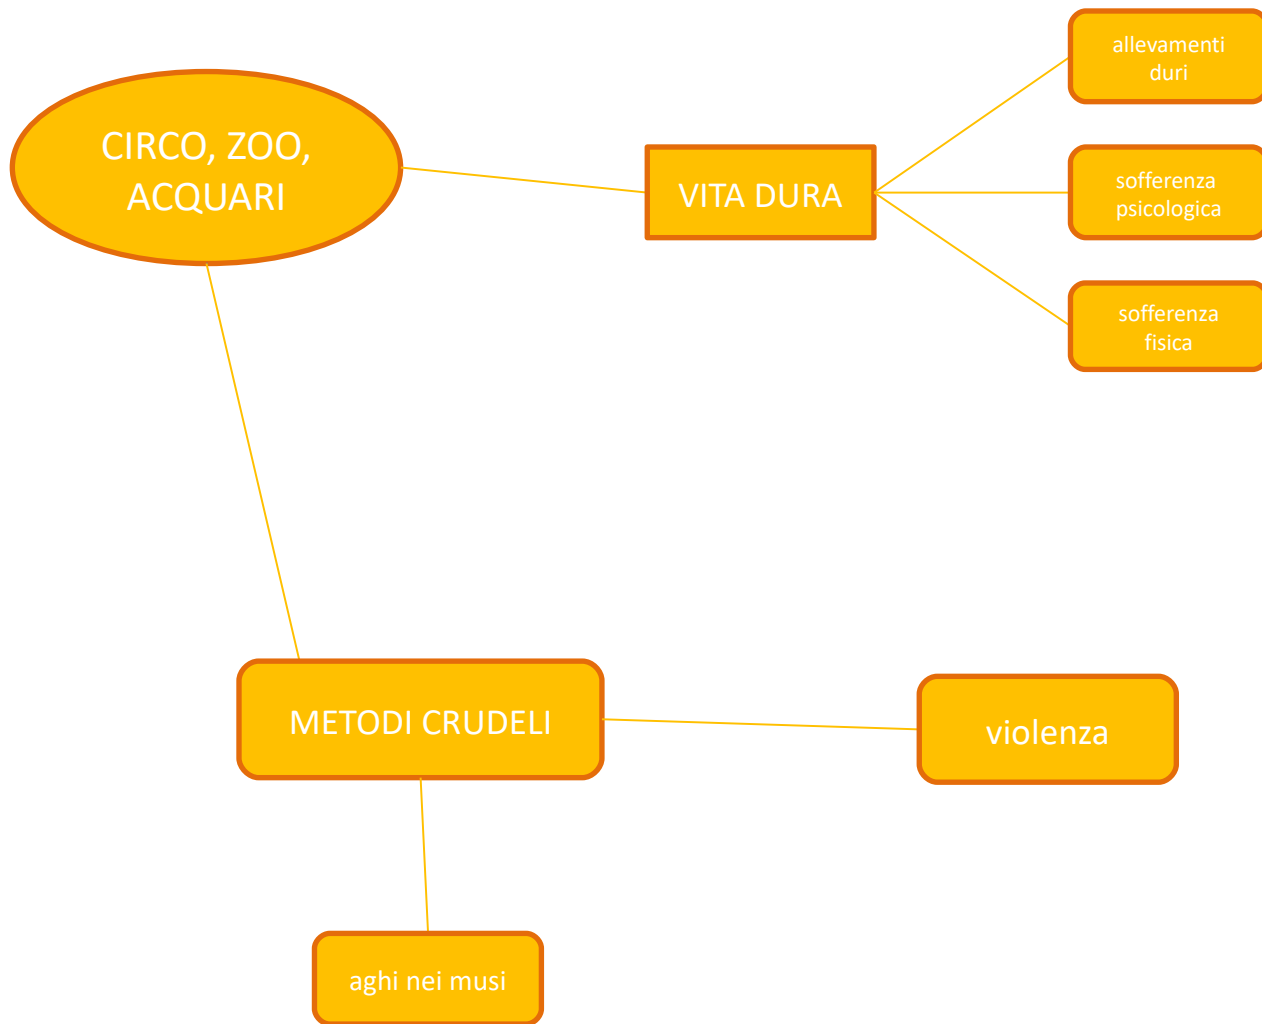 allevamenti
duri
CIRCO, ZOO,
ACQUARI
VITA DURA
sofferenza
psicologica
sofferenza
fisica
METODI CRUDELI
violenza
aghi nei musi